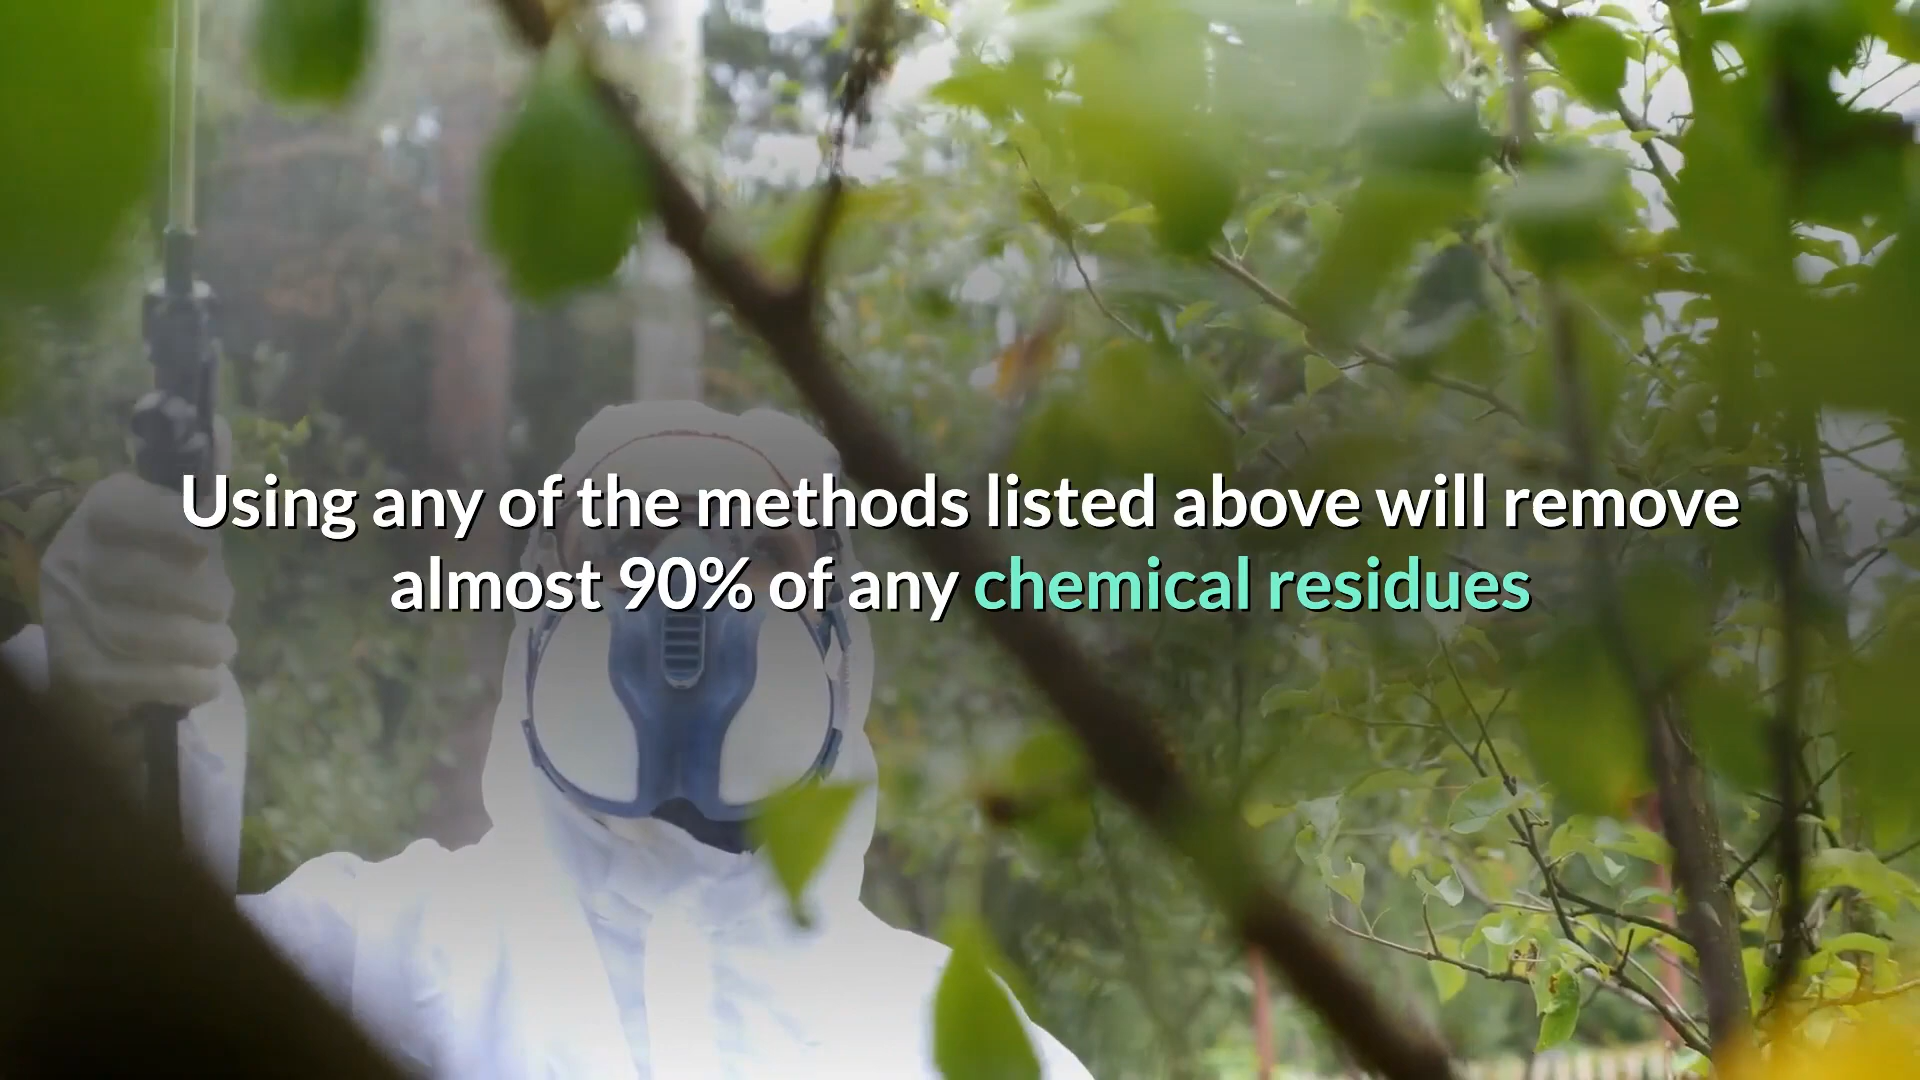 Using any of the methods listed above will remove
almost 90% of any chemical residues